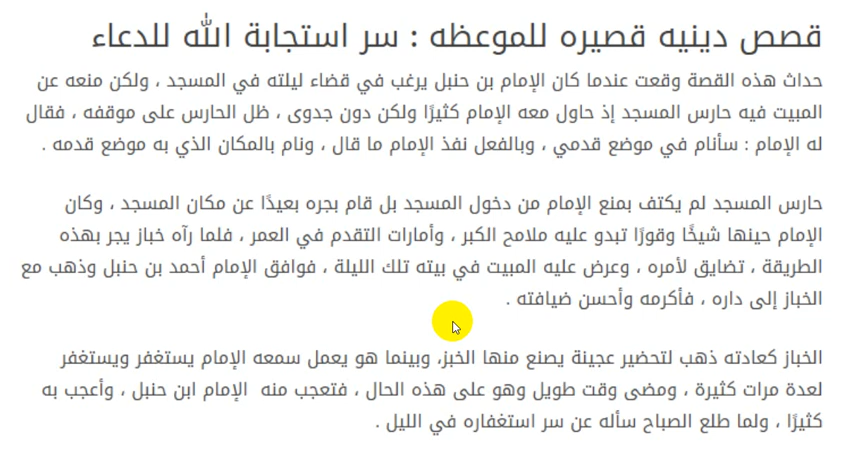 قصص دينيه قصيره للموعظه : سر استجابة الله للدعاء
حداث هذه القصة وقعت عندما كان الإمام بن حنبل يرغب في قضاء ليلته في المسجد ، ولكن منعه عن
المبيت فيه حارس المسجد إذ حاول معه الإمام كثيرًا ولكن دون جدوى ، ظل الحارس على موقفه ، فقال
له الإمام : سأنام في موضع قدمي ، وبالفعل نفذ الإمام ما قال ، ونام بالمكان الذي به موضع قدمه .
حارس المسجد لم يكتف بمنع الإمام من دخول المسجد بل قام بجره بعيدًا عن مكان المسجد ، وكان
الإمام حينها شيخًا وقورًا تبدو عليه ملامح الكبر ، وأمارات التقدم في العمر ، فلما رآه خباز يجر بهذه
الطريقة ، تضايق لأمره ، وعرض عليه المبيت في بيته تلك الليلة ، فوافق الإمام أحمد بن حنبل وذهب مع
الخباز إلى داره ، فأكرمه وأحسن ضيافته .
الخباز كعادته ذهب لتحضير عجينة يصنع منها الخبز، وبينما هو يعمل سمعه الإمام يستغفر ويستغفر
لعدة مرات كثيرة ، ومضى وقت طويل وهو على هذه الحال ، فتعجب منه  الإمام ابن حنبل ، وأعجب به
كثيرًا ، ولما طلع الصباح سأله عن سر استغفاره في الليل .